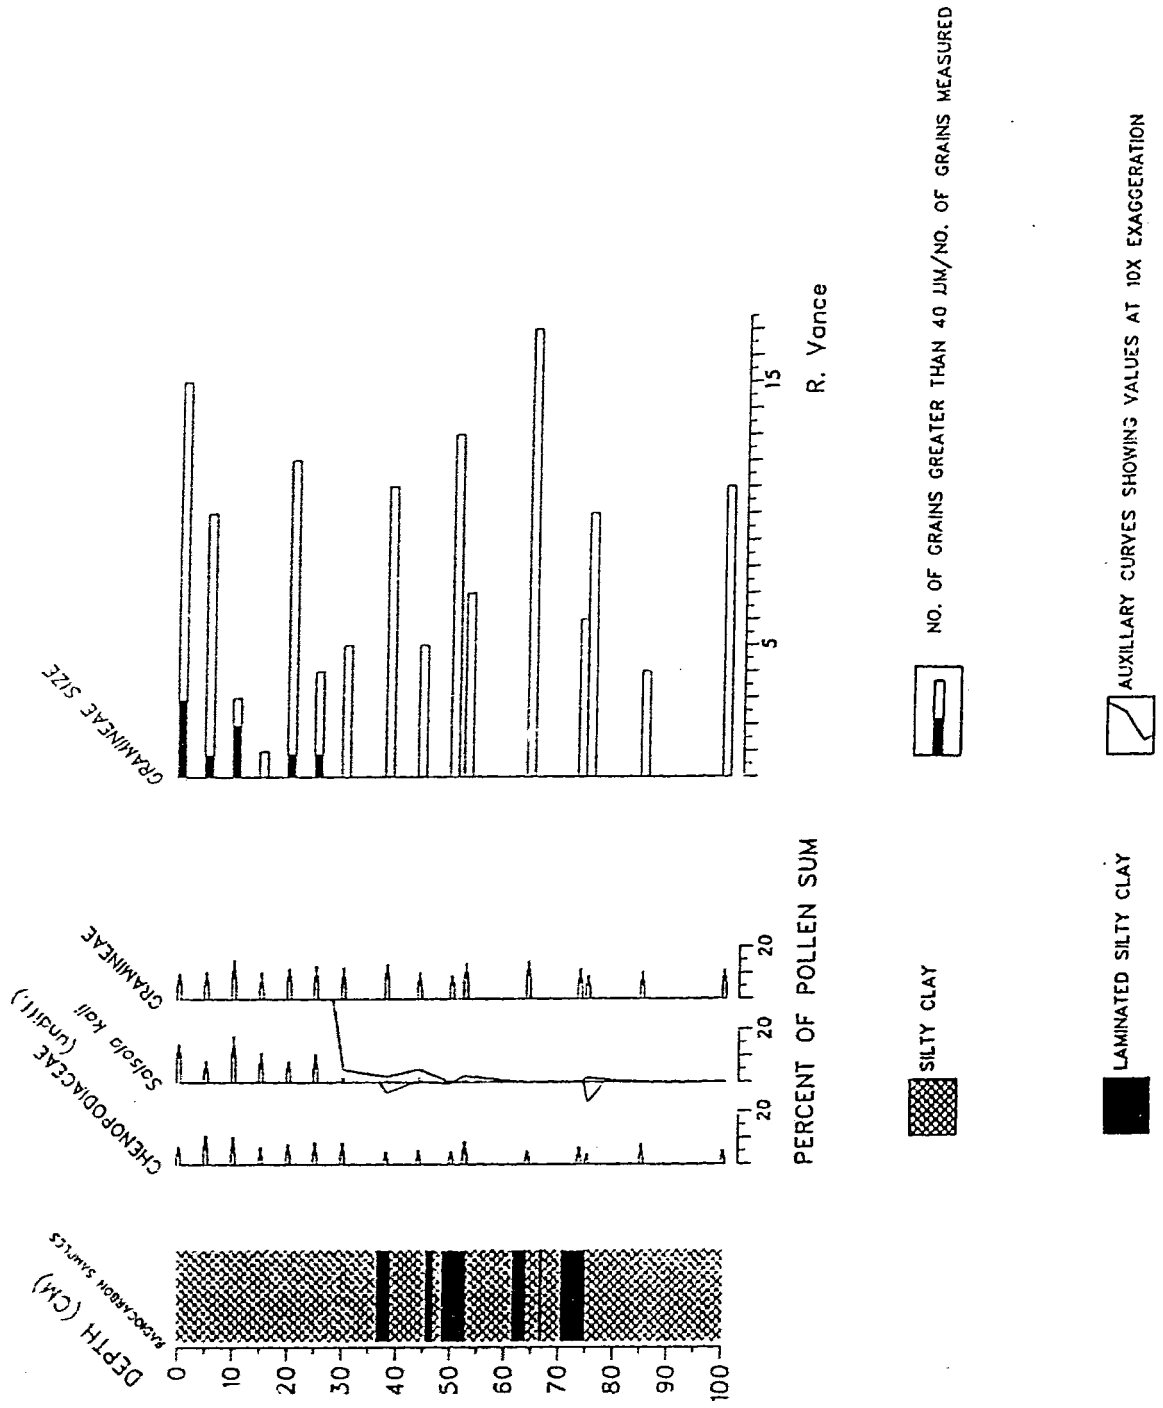 DEPTH (CM)
RADIOCARBON SAMPLES
CHENOPODIACEAE
(undiff.)
Salsola kali
GRAMINEAE
GRAMINEAE SIZE
0
10
20
30
40
50
60
70
80
90
100
20
20
20
5
15
PERCENT OF POLLEN SUM
R. Vance
SILTY CLAY
NO. OF GRAINS GREATER THAN 40 UM/NO. OF GRAINS MEASURED
LAMINATED SILTY CLAY
AUXILLARY CURVES SHOWING VALUES AT 10X EXAGGERATION